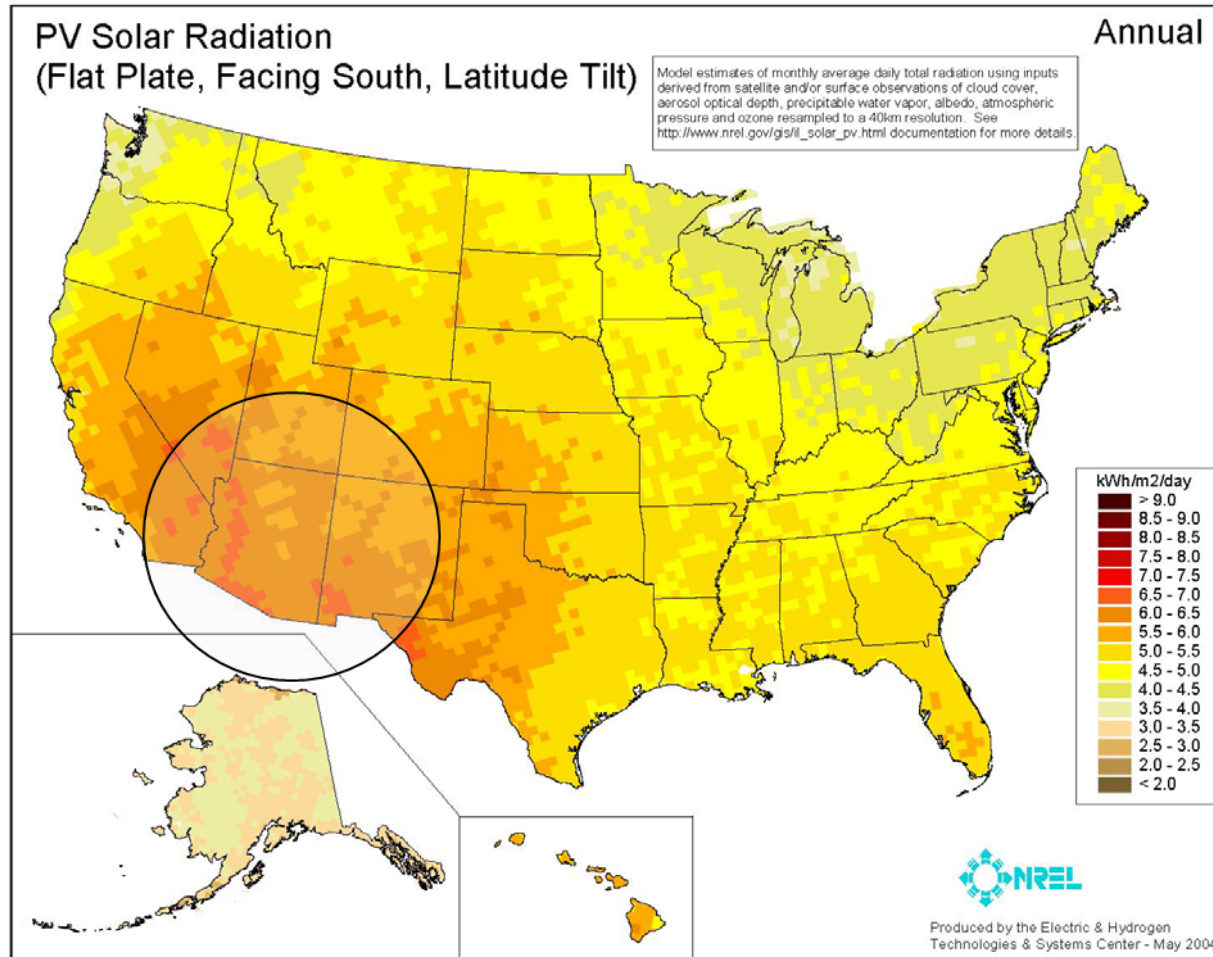 PV Solar Radiation
(Flat Plate, Facing South, Latitude Tilt)
Annual
Model estimates of monthly average daily total radiation using inputs
derived from satellite and/or surface observations of cloud cover,
aerosol optical depth, precipitable water vapor, albedo, atmospheric
pressure and ozone resampled to a 40km resolution. See
http://www.nrel.gov/gis/il_solar_pv.html documentation for more details.
kWh/m2/day
> 9.0
8.5 - 9.0
8.0 - 8.5
7.5 - 8.0
7.0 - 7.5
6.5 - 7.0
6.0 - 6.5
5.5 - 6.0
5.0 - 5.5
4.5 - 5.0
4.0 - 4.5
3.5 - 4.0
3.0 - 3.5
2.5 - 3.0
2.0 - 2.5
< 2.0
NREL
Produced by the Electric & Hydrogen
Technologies & Systems Center - May 2004